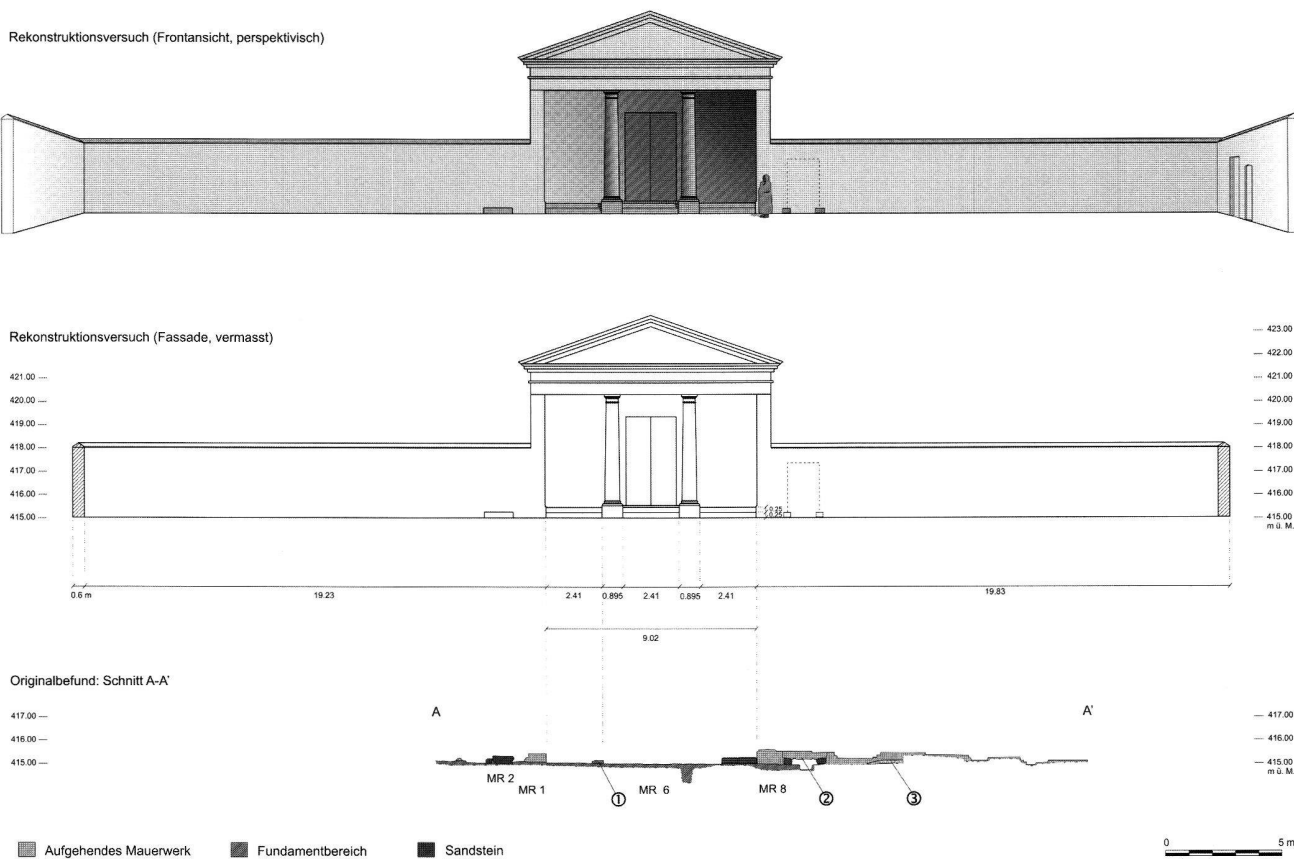 Rekonstruktionsversuch (Frontansicht, perspektivisch)
Rekonstruktionsversuch (Fassade, vermasst)
423.00
422.00
421.00 421.00
420.00 420.00
419.00 419.00
418.00 418.00
417.00 417.00
416.00 416.00
415.00 415.00
m ü. M.
0.25
0.25
0.6 m 19.23 2.41 0.895 2.41 0.895 2.41 19.83
9.02
Originalbefund: Schnitt A-A'
A A'
417.00 417.00
416.00 416.00
415.00 415.00
m ü. M.
MR 2
MR 1 MR 6 MR 8
① ② ③
Aufgehendes Mauerwerk Fundamentbereich Sandstein
0 5 m